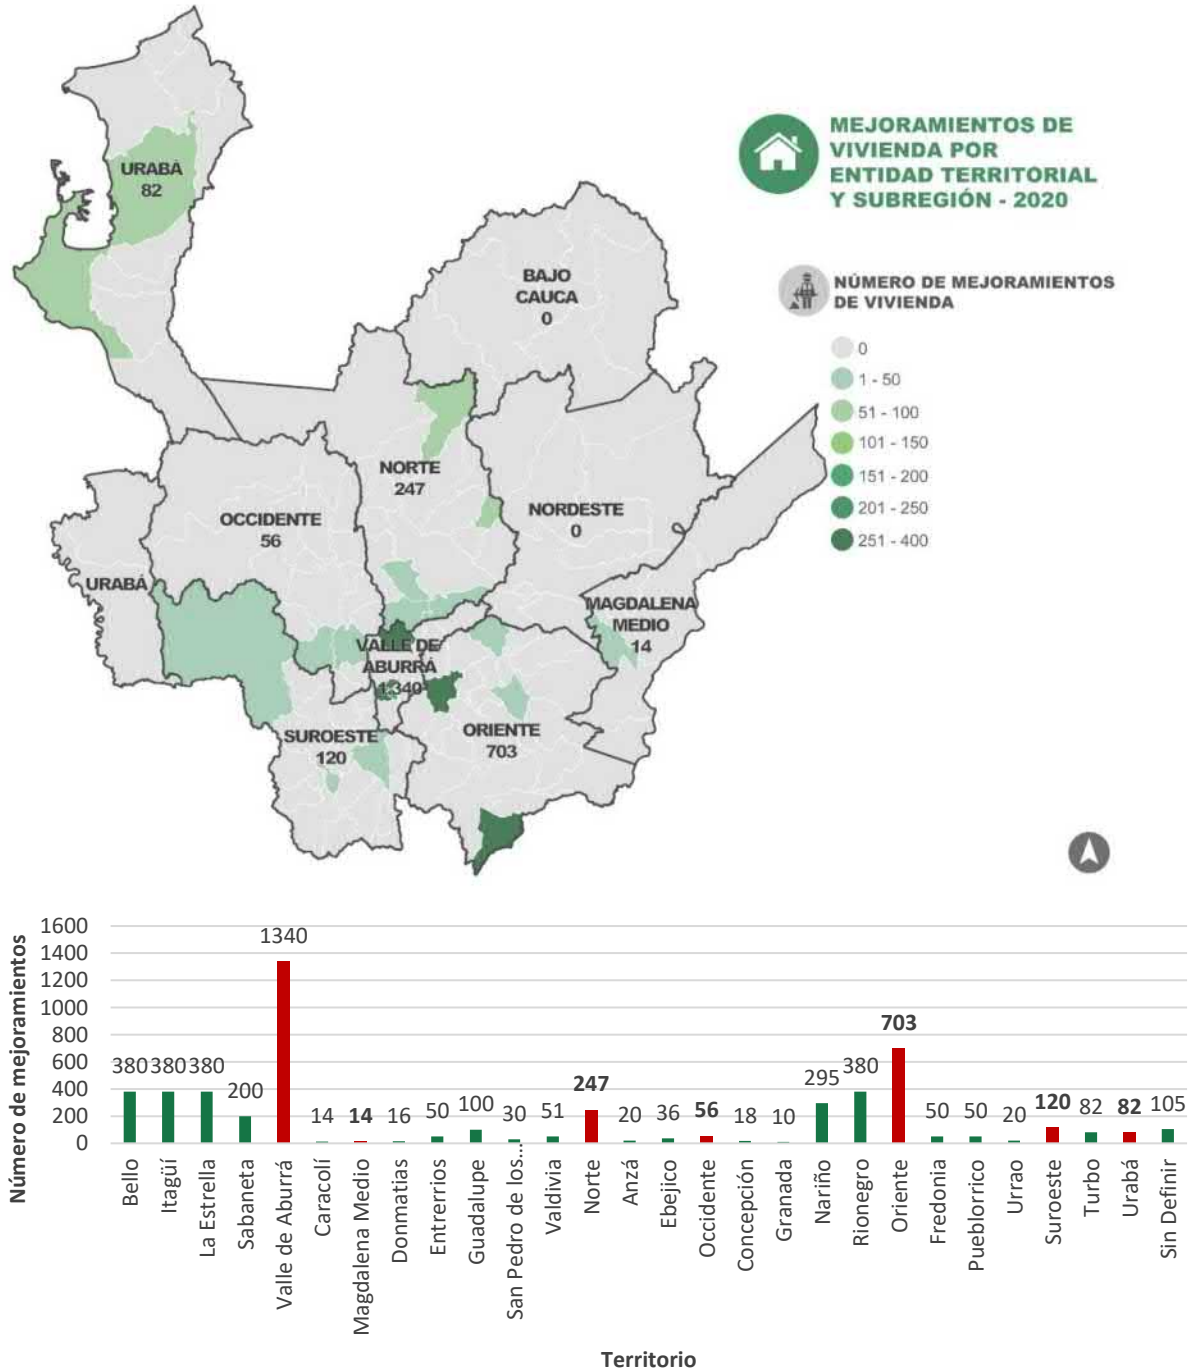 MEJORAMIENTOS DE
VIVIENDA POR
ENTIDAD TERRITORIAL
Y SUBREGIÓN - 2020
NÚMERO DE MEJORAMIENTOS
DE VIVIENDA
0
1 - 50
51 - 100
101 - 150
151 - 200
201 - 250
251 - 400
URABÁ
82
BAJO
CAUCA
0
NORTE
247
OCCIDENTE
56
NORDESTE
0
URABÁ
MAGDALENA
MEDIO
14
VALLE DE
ABURRÁ
1.340
SUROESTE
120
ORIENTE
703
Número de mejoramientos
1600
1400
1200
1000
800
600
400
200
0
380
380
380
200
1340
14
14
16
50
100
30
51
247
20
36
56
18
10
295
380
703
50
50
20
120
82
82
105
Bello
Itagüí
La Estrella
Sabaneta
Valle de Aburrá
Caracolí
Magdalena Medio
Donmatias
Entrerrios
Guadalupe
San Pedro de los...
Valdivia
Norte
Anzá
Ebejico
Occidente
Concepción
Granada
Nariño
Rionegro
Oriente
Fredonia
Pueblorrico
Urrao
Suroeste
Turbo
Urabá
Sin Definir
Territorio